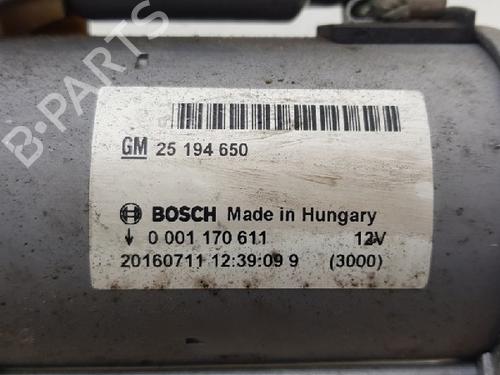 GM 25 194 650
BOSCH Made in Hungary
0 001 170 611 12V
20160711 12:39:09 9 (3000)
B-PARTS